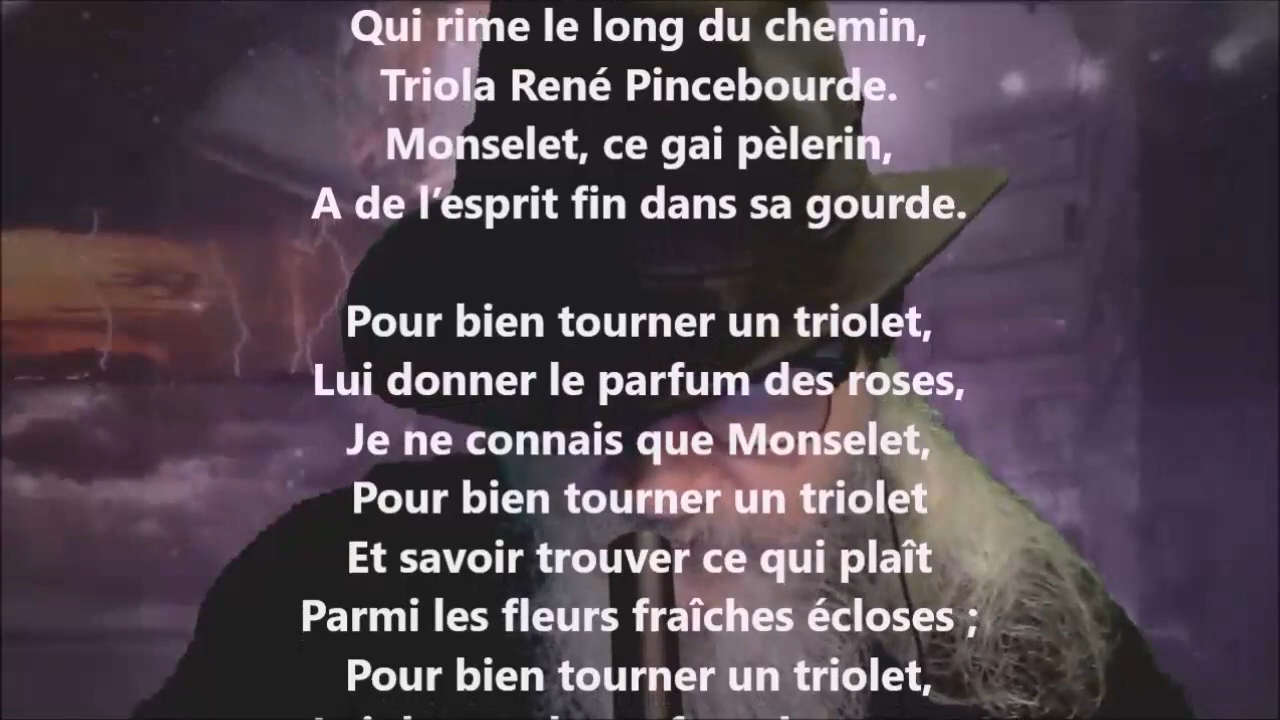 Qui rime le long du chemin,
Triola René Pincebourde.
Monselet, ce gai pèlerin,
A de l’esprit fin dans sa gourde.
Pour bien tourner un triolet,
Lui donner le parfum des roses,
Je ne connais que Monselet,
Pour bien tourner un triolet
Et savoir trouver ce qui plaît
Parmi les fleurs fraîches écloses ;
Pour bien tourner un triolet,